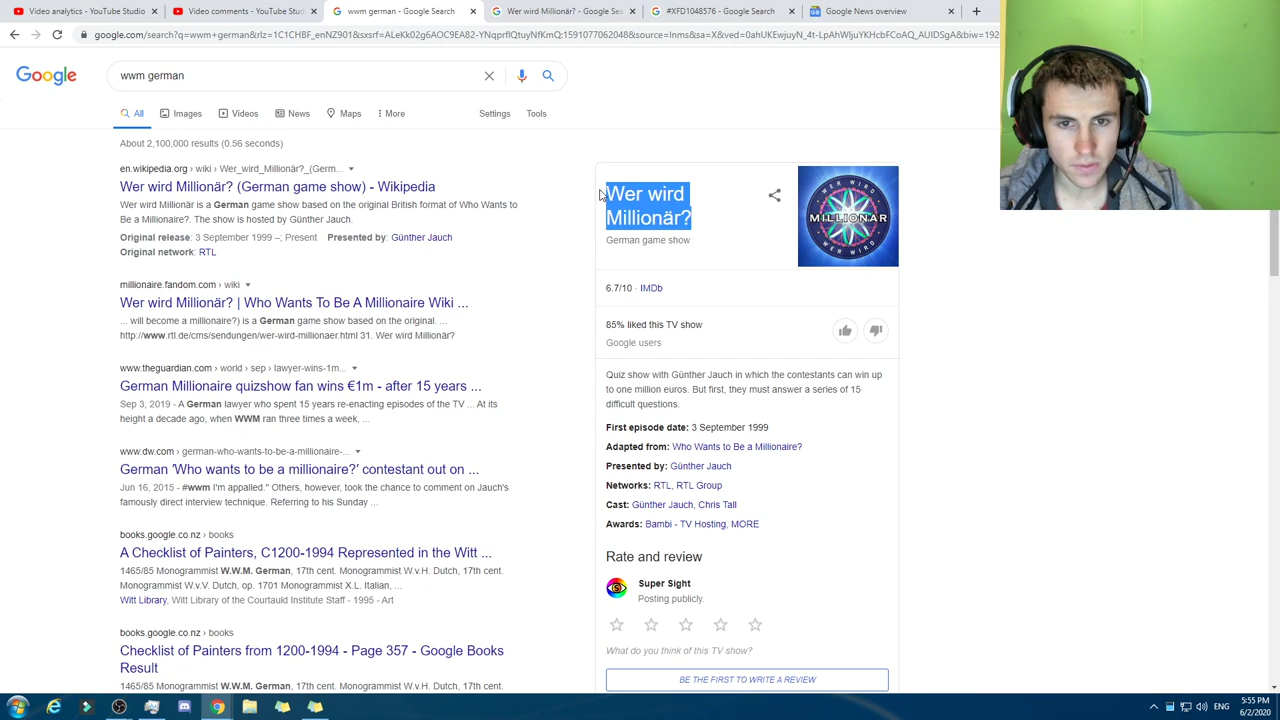 Video analytics - YouTube Studio
Video comments - YouTube Stud
wwm german - Google Search
Wer wird Millionär? - Google Sea
#XFD1048576 - Google Search
Google News overview
google.com/search?q=wwm+german&rlz=1C1CHBF_enNZ901&sxsrf=
Google
wwm german
All
Images
Videos
News
Maps
More
Settings
Tools
About 2,100,000 results (0.56 seconds)
en.wikipedia.org › wiki › Wer_wird_Millionär?_(Germ...
Wer wird Millionär? (German game show) - Wikipedia
Wer wird Millionär is a German game show based on the original British format of Who Wants to
Be a Millionaire?. The show is hosted by Günther Jauch.
Original release: 3 September 1999 –; Present Presented by: Günther Jauch
Original network: RTL
millionaire.fandom.com › wiki
Wer wird Millionär? | Who Wants To Be A Millionaire Wiki ...
... will become a millionaire?) is a German game show based on the original. ...
http://www.rtl.de/cms/sendungen/wer-wird-millionaer.html 31. Wer wird Millionär?
www.theguardian.com › world › sep › lawyer-wins-1m...
German Millionaire quizshow fan wins €1m - after 15 years ...
Sep 3, 2019 - A German lawyer who spent 15 years re-enacting episodes of the TV ... At its
height a decade ago, when WWM ran three times a week, ...
www.dw.com › german-who-wants-to-be-a-millionaire-...
German 'Who wants to be a millionaire?' contestant out on ...
Jun 16, 2015 - #wwm I'm appalled." Others, however, took the chance to comment on Jauch's
famously direct interview technique. Referring to his Sunday ...
books.google.co.nz › books
A Checklist of Painters, C1200-1994 Represented in the Witt ...
1465/85 Monogrammist W.W.M. German, 17th cent. Monogrammist W.v.H. Dutch, 17th cent.
Monogrammist W.v.V. Dutch, op. 1701 Monogrammist X.L. Italian, ...
Witt Library, Witt Library of the Courtauld Institute Staff - 1995 - Art
books.google.co.nz › books
Checklist of Painters from 1200-1994 - Page 357 - Google Books
Result
1465/85 Monogrammist W.W.M. German, 17th cent. Monogrammist W.v.H. Dutch, 17th cent.
Wer wird
Millionär?
German game show
WER WIRD
MILLIONÄR
WER WIRD
6.7/10 · IMDb
85% liked this TV show
Google users
Quiz show with Günther Jauch in which the contestants can win up
to one million euros. But first, they must answer a series of 15
difficult questions.
First episode date: 3 September 1999
Adapted from: Who Wants to Be a Millionaire?
Presented by: Günther Jauch
Networks: RTL, RTL Group
Cast: Günther Jauch, Chris Tall
Awards: Bambi - TV Hosting, MORE
Rate and review
Super Sight
Posting publicly.
What do you think of this TV show?
BE THE FIRST TO WRITE A REVIEW
ENG
5:55 PM
6/2/2020